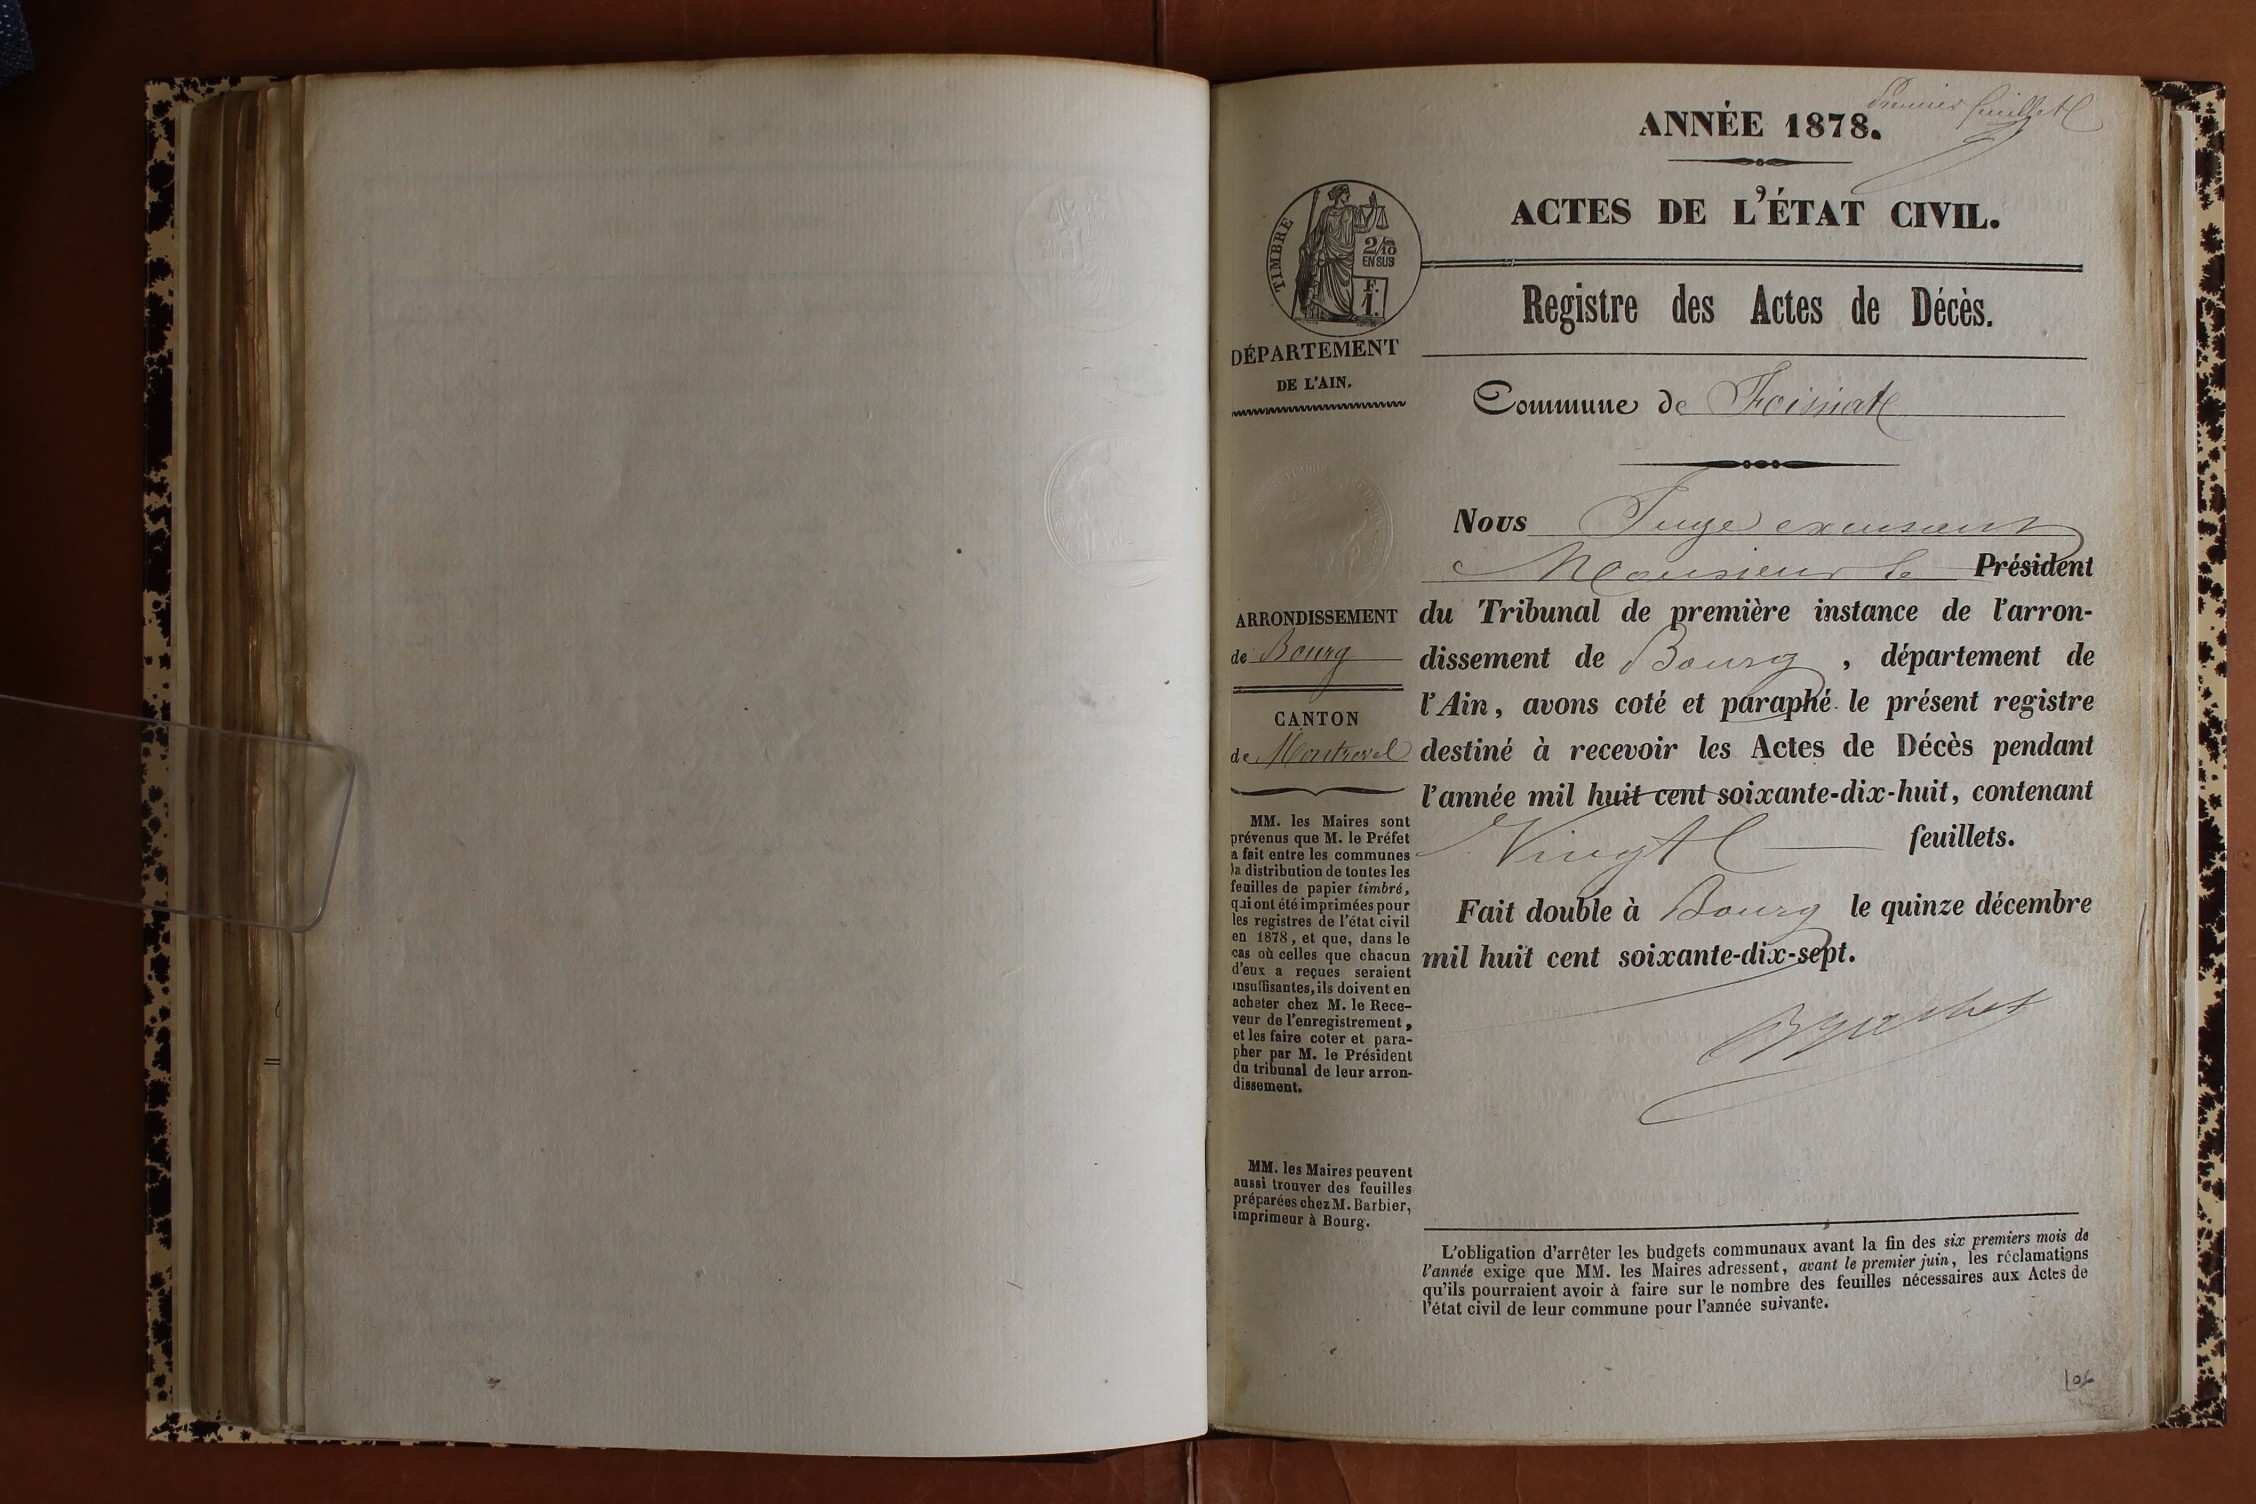 Premier feuillet
ANNÉE 1878.
ACTES DE L'ÉTAT CIVIL.
TIMBRE
2/10
EN SUS
F.
1.
Registre des Actes de Décès.
DÉPARTEMENT
DE L'AIN.
Commune de Foissiat
Nous Juge excusant
Monsieur le Président
du Tribunal de première instance de l'arron-
dissement de Bourg, département de
l'Ain, avons coté et paraphé le présent registre
destiné à recevoir les Actes de Décès pendant
l'année mil huit cent soixante-dix-huit, contenant
Vingt feuillets.
Fait double à Bourg le quinze décembre
mil huit cent soixante-dix-sept.
ARRONDISSEMENT
de Bourg
CANTON
de Montrevel
MM. les Maires sont
prévenus que M. le Préfet
a fait entre les communes
la distribution de toutes les
feuilles de papier timbré,
qui ont été imprimées pour
les registres de l'état civil
en 1878, et que, dans le
cas où celles que chacun
d'eux a reçues seraient
insuffisantes, ils doivent en
acheter chez M. le Rece-
veur de l'enregistrement,
et les faire coter et para-
pher par M. le Président
du tribunal de leur arron-
dissement.
MM. les Maires peuvent
aussi trouver des feuilles
préparées chez M. Barbier,
imprimeur à Bourg.
L'obligation d'arrêter les budgets communaux avant la fin des six premiers mois de
l'année exige que MM. les Maires adressent, avant le premier juin, les réclamations
qu'ils pourraient avoir à faire sur le nombre des feuilles nécessaires aux Actes de
l'état civil de leur commune pour l'année suivante.